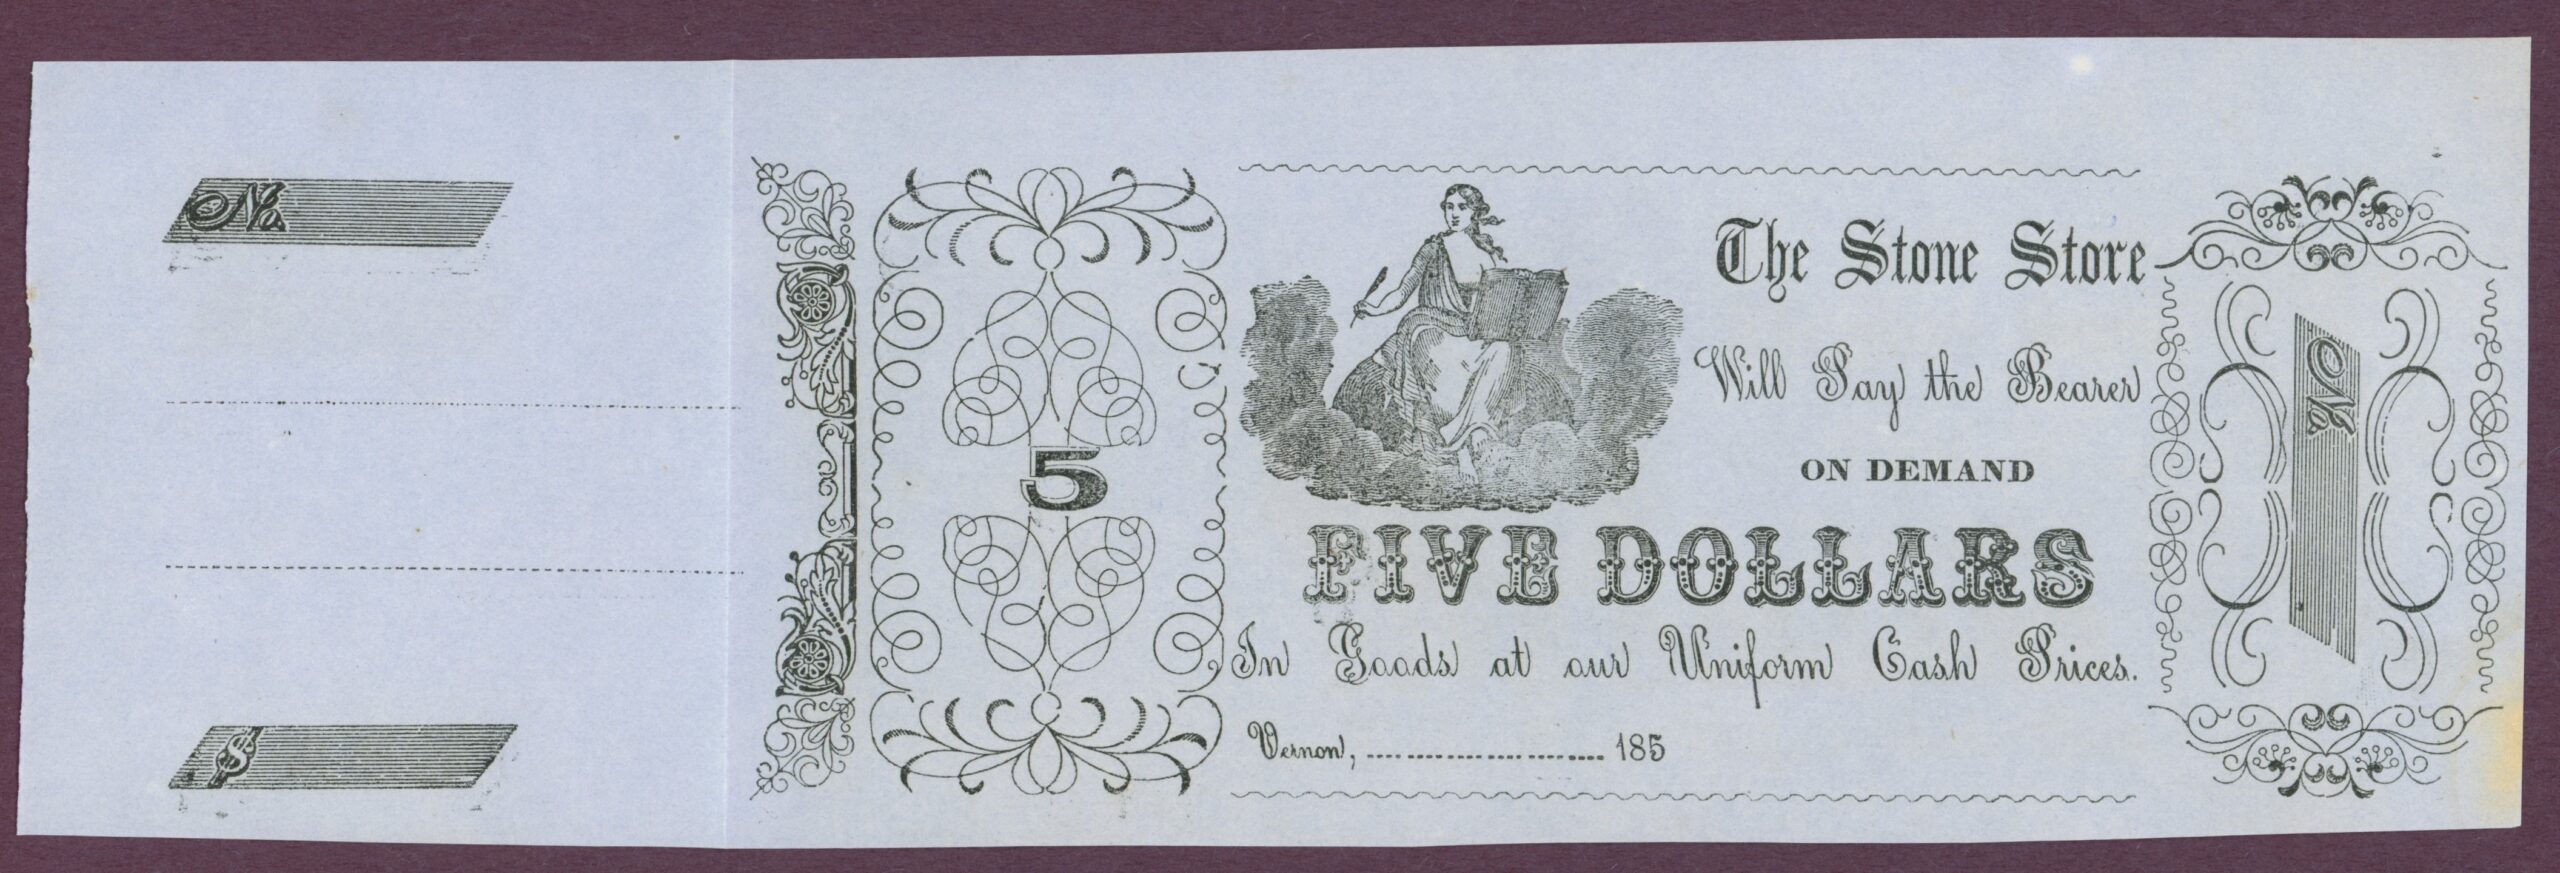 No.
$
5
The Stone Store
Will Pay the Bearer
ON DEMAND
FIVE DOLLARS
In Goods at our Uniform Cash Prices.
Vernon, ........................ 185
No.